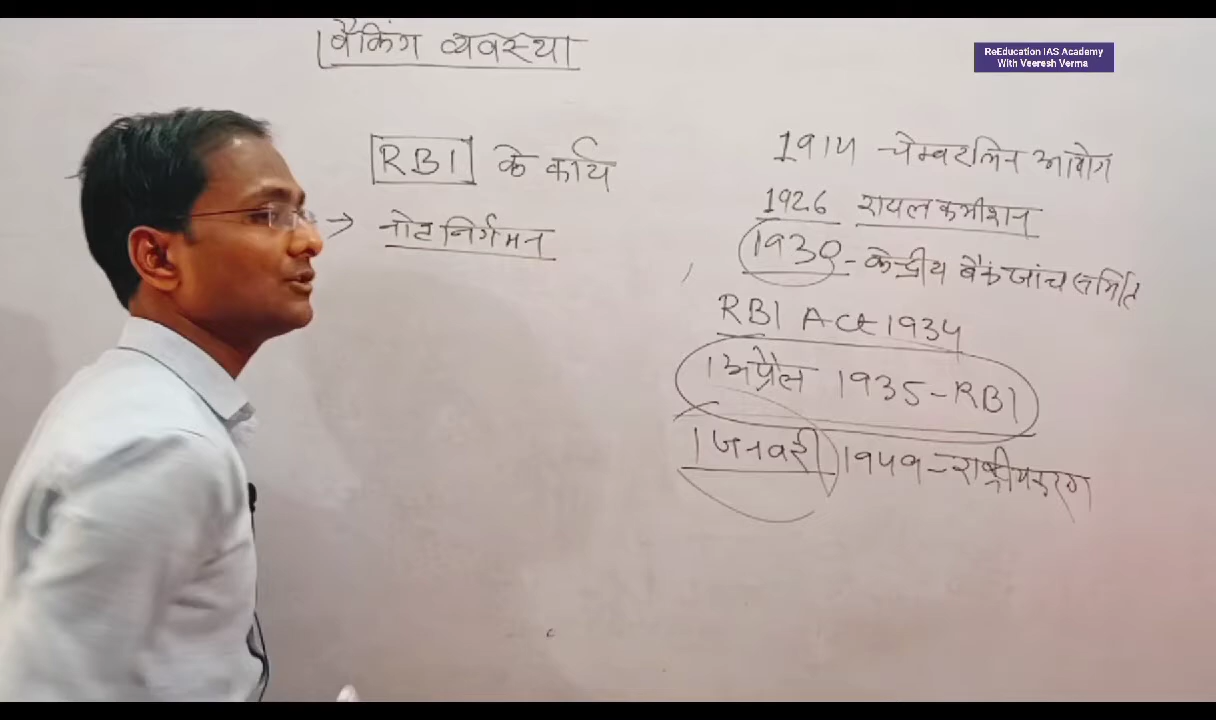 बैंकिंग व्यवस्था
ReEducation IAS Academy
With Veeresh Verma
RBI के कार्य
→ नोट निर्गमन
1914 चेम्बरलिन आयोग
1926 रायल कमीशन
1930 - केन्द्रीय बैंक जांच समिति
RBI Act 1934
1 अप्रैल 1935 - RBI
1 जनवरी 1949 - राष्ट्रीयकरण